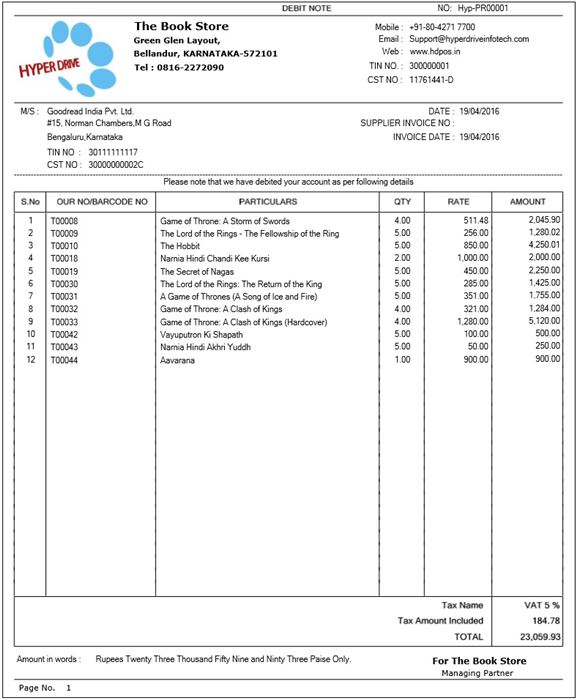 DEBIT NOTE NO: Hyp-PR00001
HYPER DRIVE
The Book Store
Green Glen Layout,
Bellandur, KARNATAKA-572101
Tel : 0816-2272090
Mobile : +91-80-4271 7700
Email : Support@hyperdriveinfotech.com
Web : www.hdpos.in
TIN NO. : 300000001
CST NO : 11761441-D
M/S : Goodread India Pvt. Ltd.
#15, Norman Chambers,M G Road
Bengaluru,Karnataka
TIN NO : 30111111117
CST NO : 30000000002C
DATE : 19/04/2016
SUPPLIER INVOICE NO :
INVOICE DATE : 19/04/2016
Please note that we have debited your account as per following details
S.No OUR NO/BARCODE NO PARTICULARS QTY RATE AMOUNT
1 T00008 Game of Throne: A Storm of Swords 4.00 511.48 2,045.90
2 T00009 The Lord of the Rings - The Fellowship of the Ring 5.00 256.00 1,280.02
3 T00010 The Hobbit 5.00 850.00 4,250.01
4 T00018 Narnia Hindi Chandi Kee Kursi 2.00 1,000.00 2,000.00
5 T00019 The Secret of Nagas 5.00 450.00 2,250.00
6 T00030 The Lord of the Rings: The Return of the King 5.00 285.00 1,425.00
7 T00031 A Game of Thrones (A Song of Ice and Fire) 5.00 351.00 1,755.00
8 T00032 Game of Throne: A Clash of Kings 4.00 321.00 1,284.00
9 T00033 Game of Throne: A Clash of Kings (Hardcover) 4.00 1,280.00 5,120.00
10 T00042 Vayuputron Ki Shapath 5.00 100.00 500.00
11 T00043 Narnia Hindi Akhri Yuddh 5.00 50.00 250.00
12 T00044 Aavarana 1.00 900.00 900.00
Tax Name VAT 5 %
Tax Amount Included 184.78
TOTAL 23,059.93
Amount in words : Rupees Twenty Three Thousand Fifty Nine and Ninty Three Paise Only.
For The Book Store
Managing Partner
Page No. 1